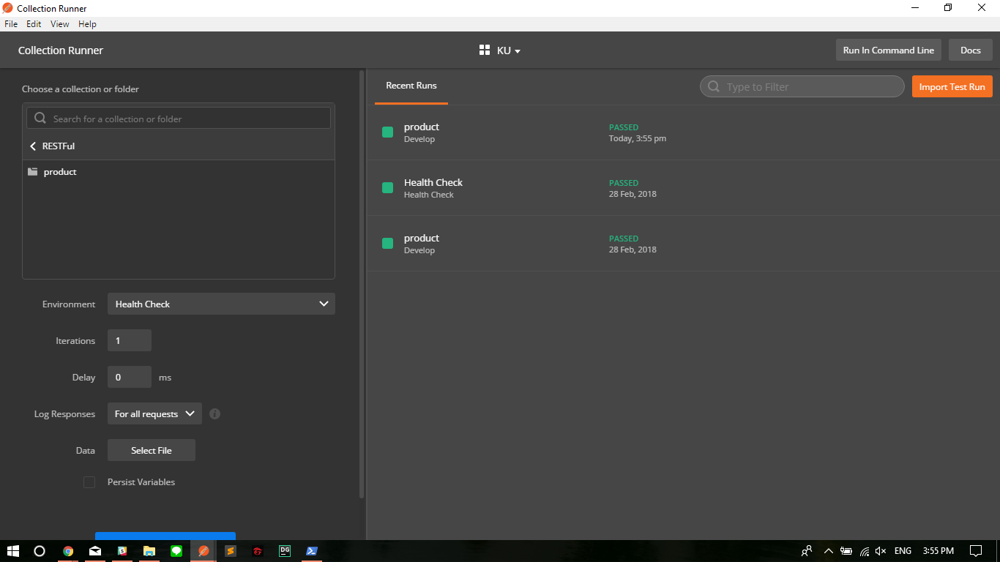 Collection Runner
File Edit View Help
Collection Runner
KU
Run In Command Line
Docs
Choose a collection or folder
Search for a collection or folder
RESTFul
product
Environment Health Check
Iterations 1
Delay 0 ms
Log Responses For all requests
Data Select File
Persist Variables
Recent Runs
Type to Filter
Import Test Run
product
Develop
PASSED
Today, 3:55 pm
Health Check
Health Check
PASSED
28 Feb, 2018
product
Develop
PASSED
28 Feb, 2018
DG
ENG
3:55 PM